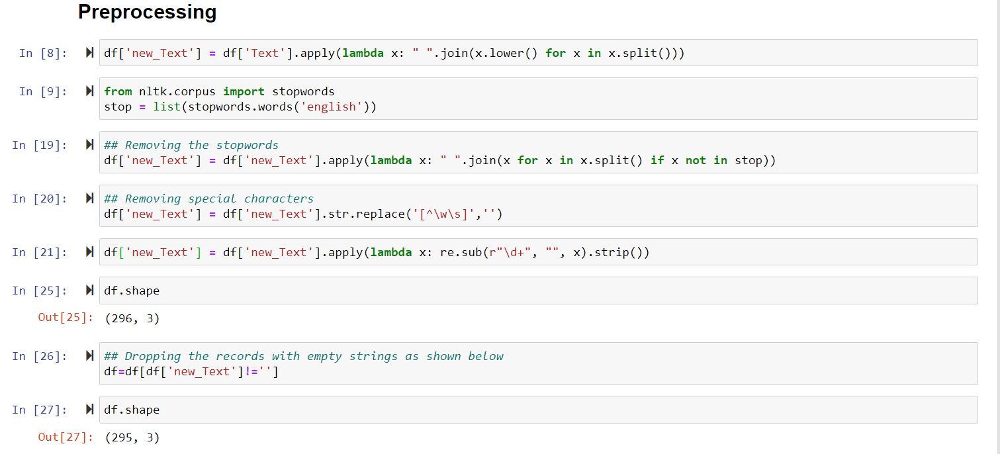 Preprocessing
In [8]: df['new_Text'] = df['Text'].apply(lambda x: " ".join(x.lower() for x in x.split()))
In [9]: from nltk.corpus import stopwords
stop = list(stopwords.words('english'))
In [19]: ## Removing the stopwords
df['new_Text'] = df['new_Text'].apply(lambda x: " ".join(x for x in x.split() if x not in stop))
In [20]: ## Removing special characters
df['new_Text'] = df['new_Text'].str.replace('[^\w\s]','')
In [21]: df['new_Text'] = df['new_Text'].apply(lambda x: re.sub(r"\d+", "", x).strip())
In [25]: df.shape
Out[25]: (296, 3)
In [26]: ## Dropping the records with empty strings as shown below
df=df[df['new_Text']!='']
In [27]: df.shape
Out[27]: (295, 3)